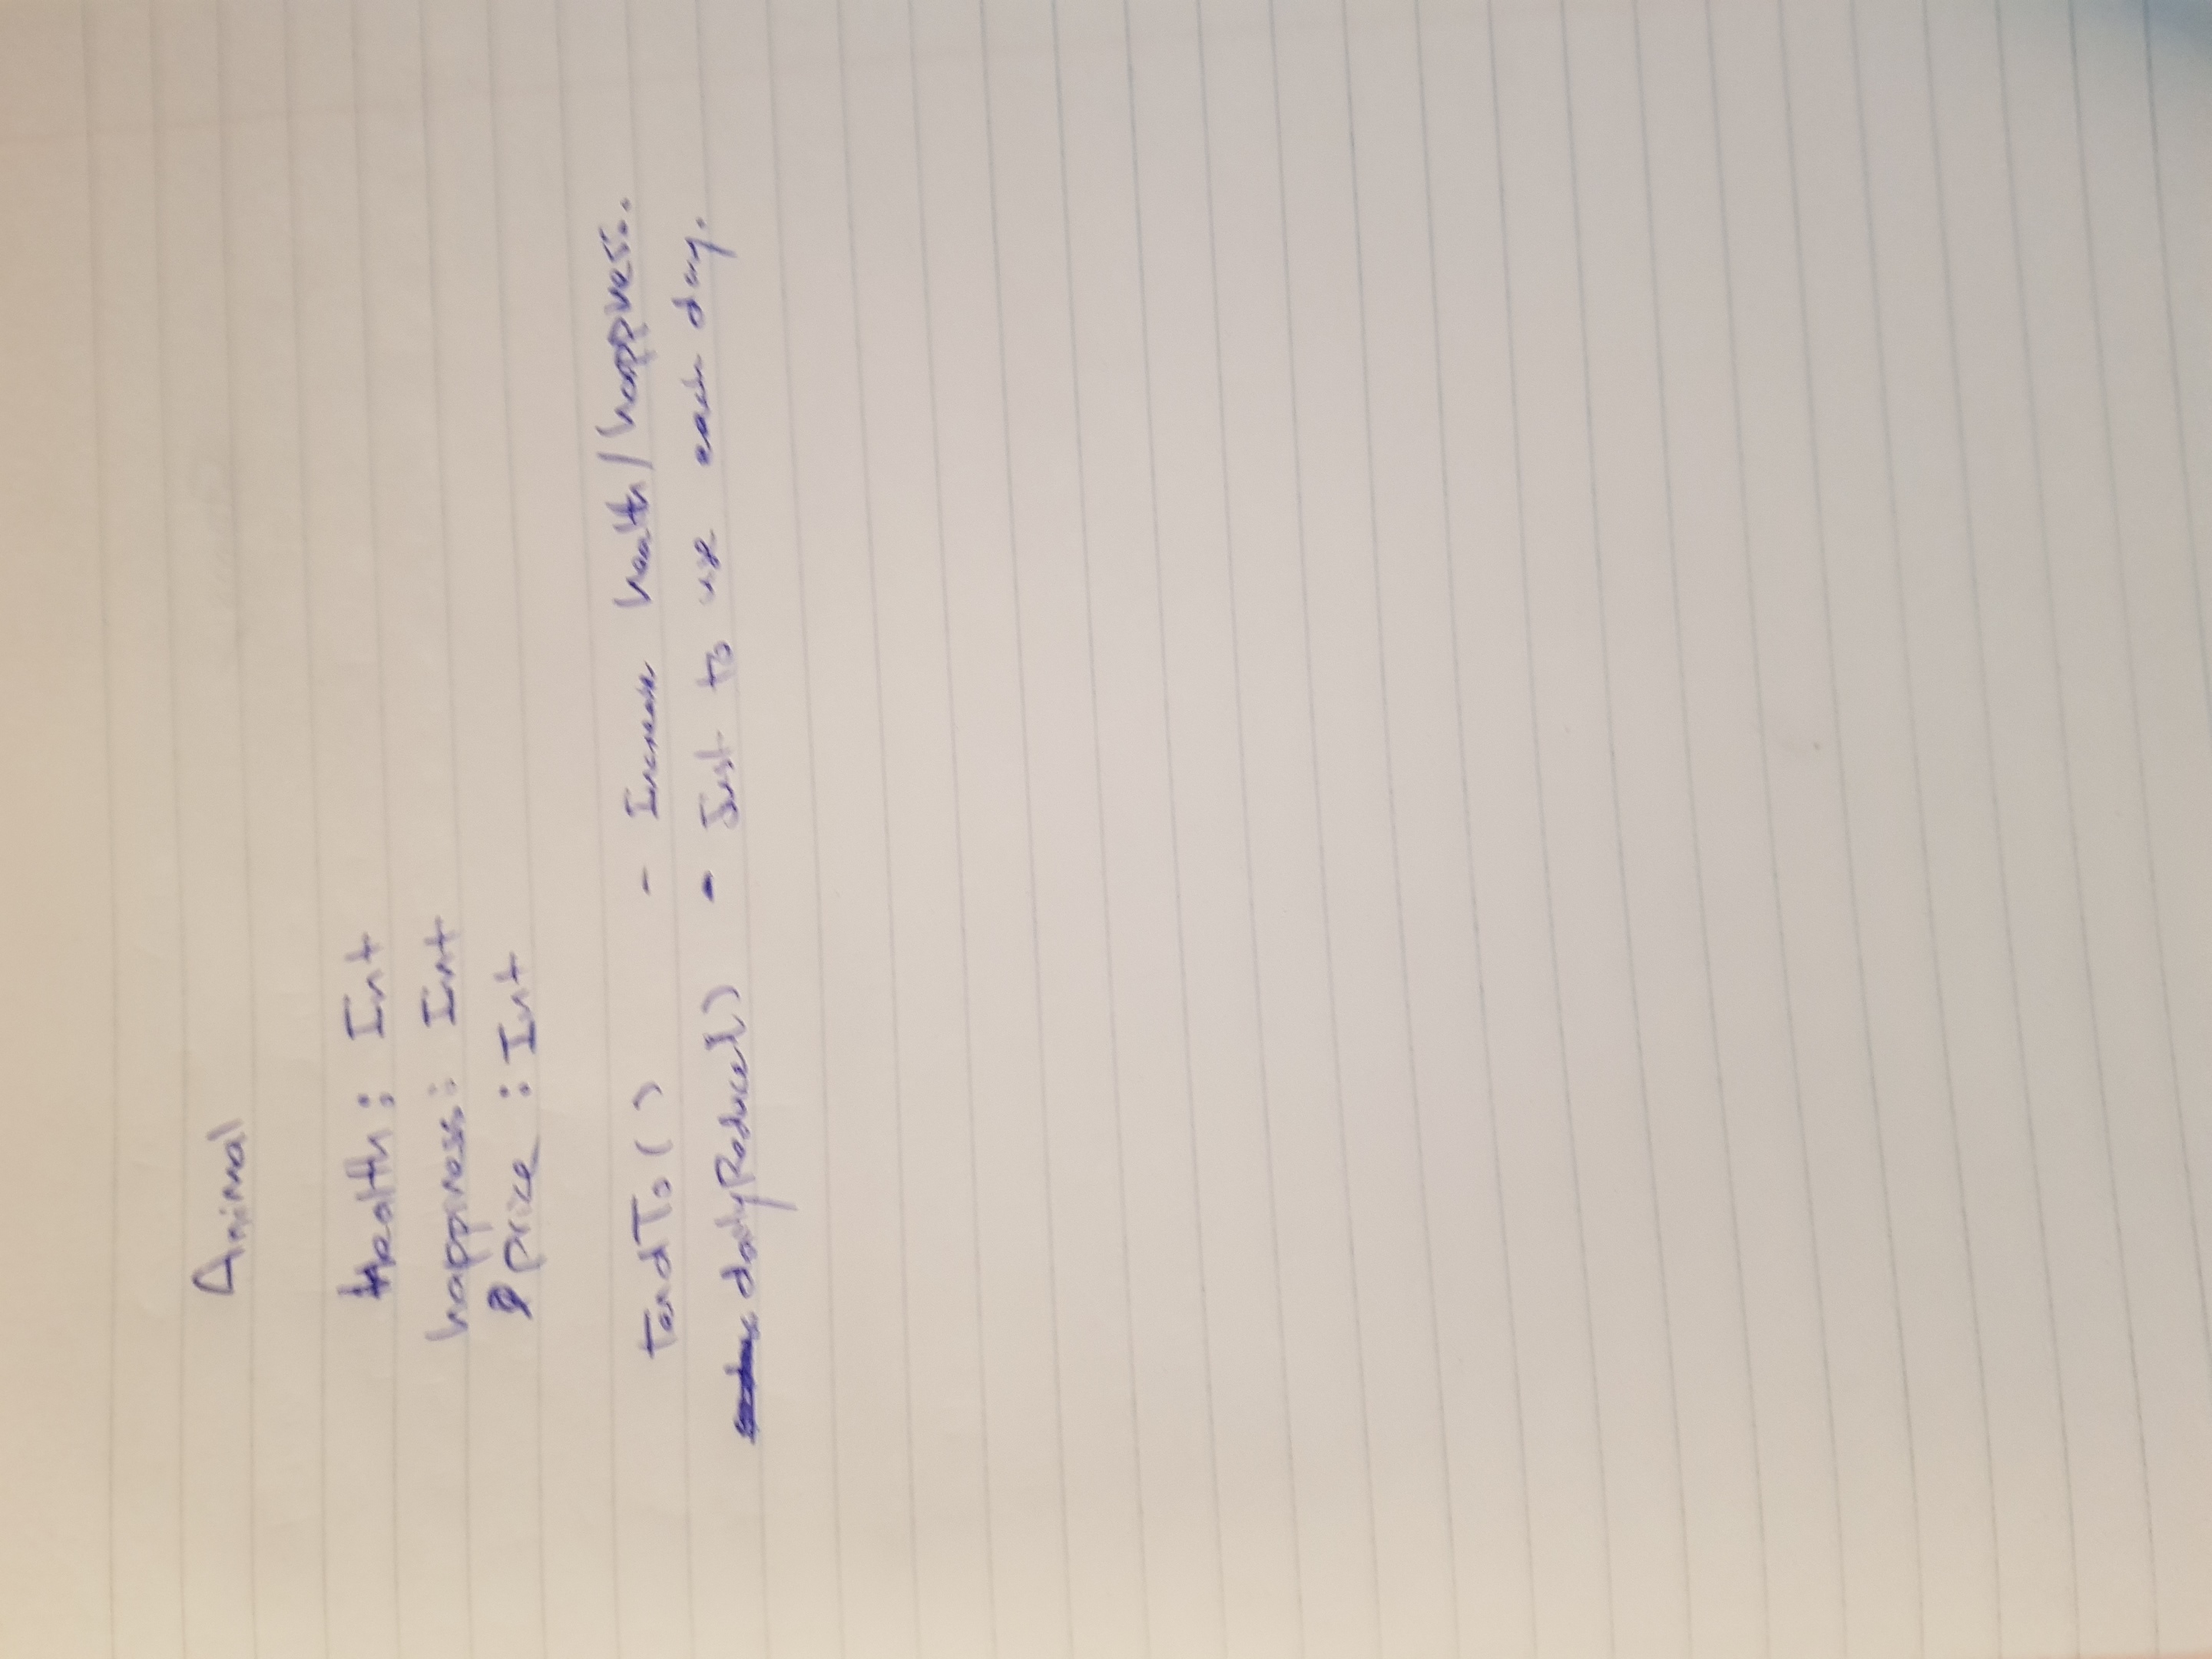 Animal
Health : Int
happiness : Int
price : Int
tendTo ( ) - Increase health / happiness.
dailyReduce ( ) - Just to use each day.